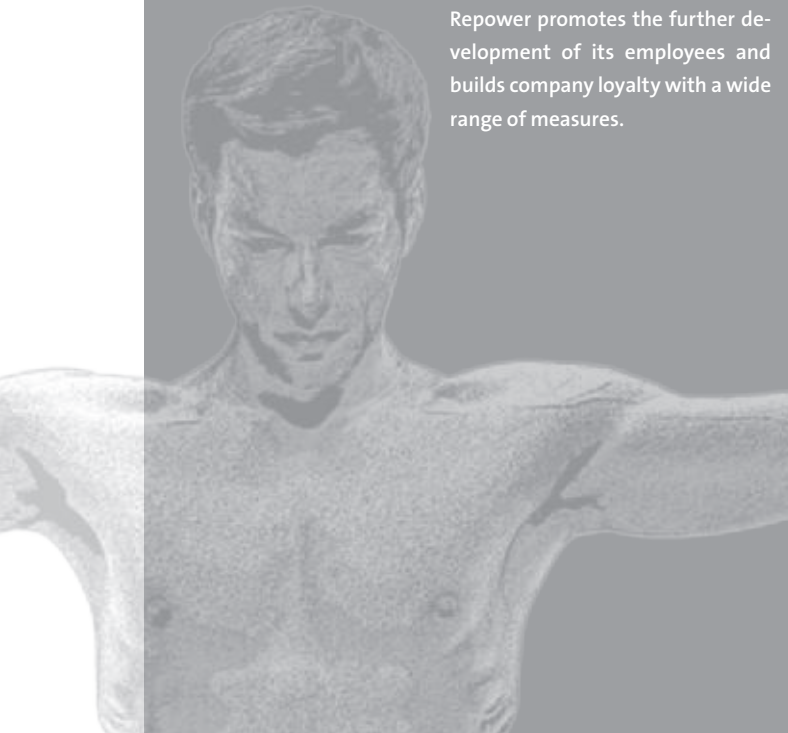 Repower promotes the further de-
velopment of its employees and
builds company loyalty with a wide
range of measures.